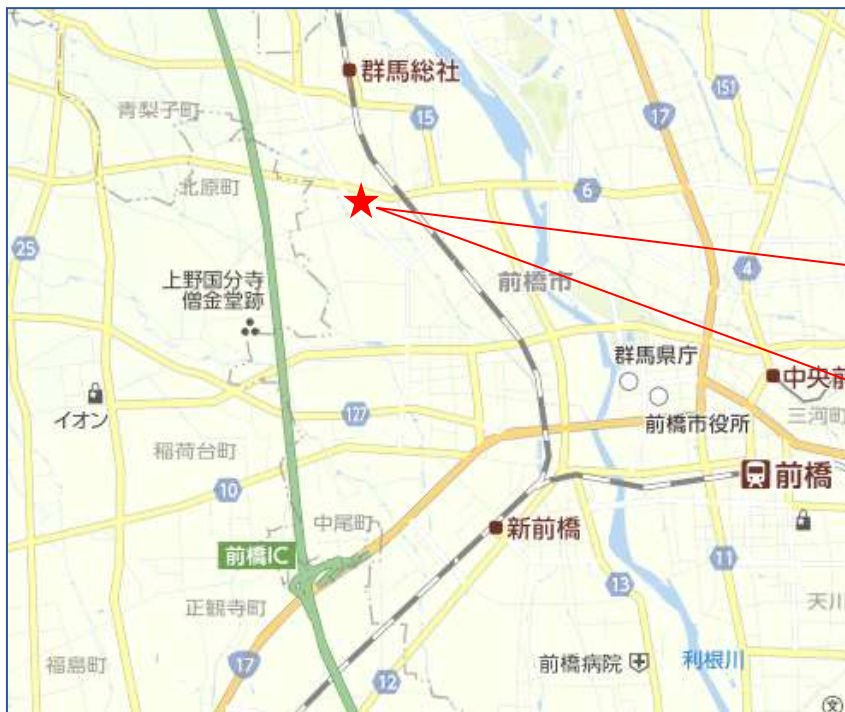 群馬総社
151
青梨子町
15
17
北原町
6
25
上野国分寺
僧金堂跡
前橋市
4
群馬県庁
中央前
イオン
127
前橋市役所
三河町
稲荷台町
10
前橋
中尾町
新前橋
前橋IC
11
正観寺町
13
天川
福島町
17
前橋病院
利根川
12
文